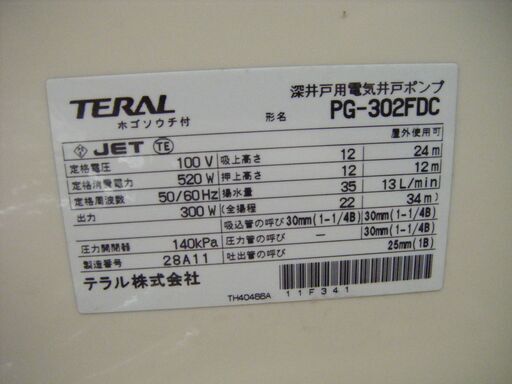 TERAL
ホゴソウチ付
形名
深井戸用電気井戸ポンプ
PG-302FDC
JET TE
屋外使用可
定格電圧 100 V 吸上高さ 12 24 m
定格消費電力 520 W 押上高さ 12 12 m
定格周波数 50/60 Hz 揚水量 35 13 L/min
出力 300 W (全揚程 22 34 m)
吸込管の呼び 30mm(1-1/4B) 30mm(1-1/4B)
圧力開閉器 140kPa 圧力管の呼び 30mm(1-1/4B)
製造番号 28A11 吐出管の呼び 25mm(1B)
テラル株式会社
TH40486A
11F341